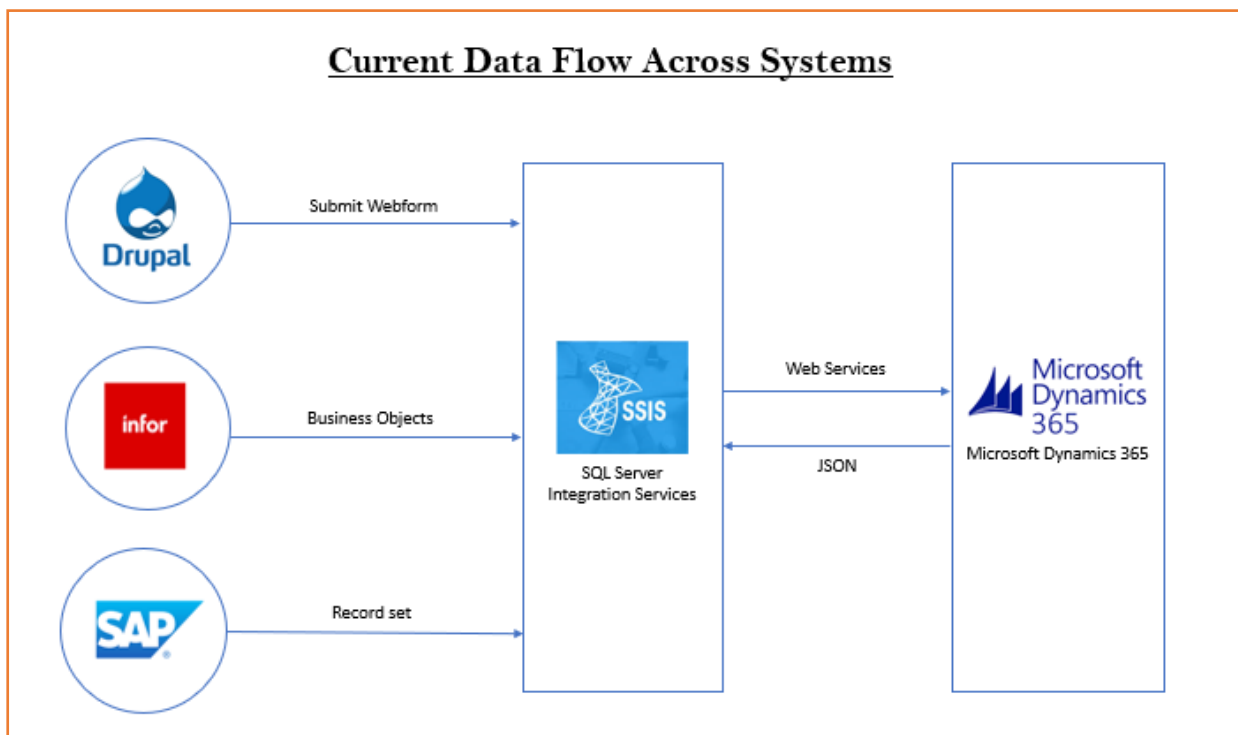 Current Data Flow Across Systems
Submit Webform
Drupal
infor
Business Objects
SSIS
SQL Server
Integration Services
Web Services
JSON
Microsoft
Dynamics
365
Microsoft Dynamics 365
SAP
®
Record set